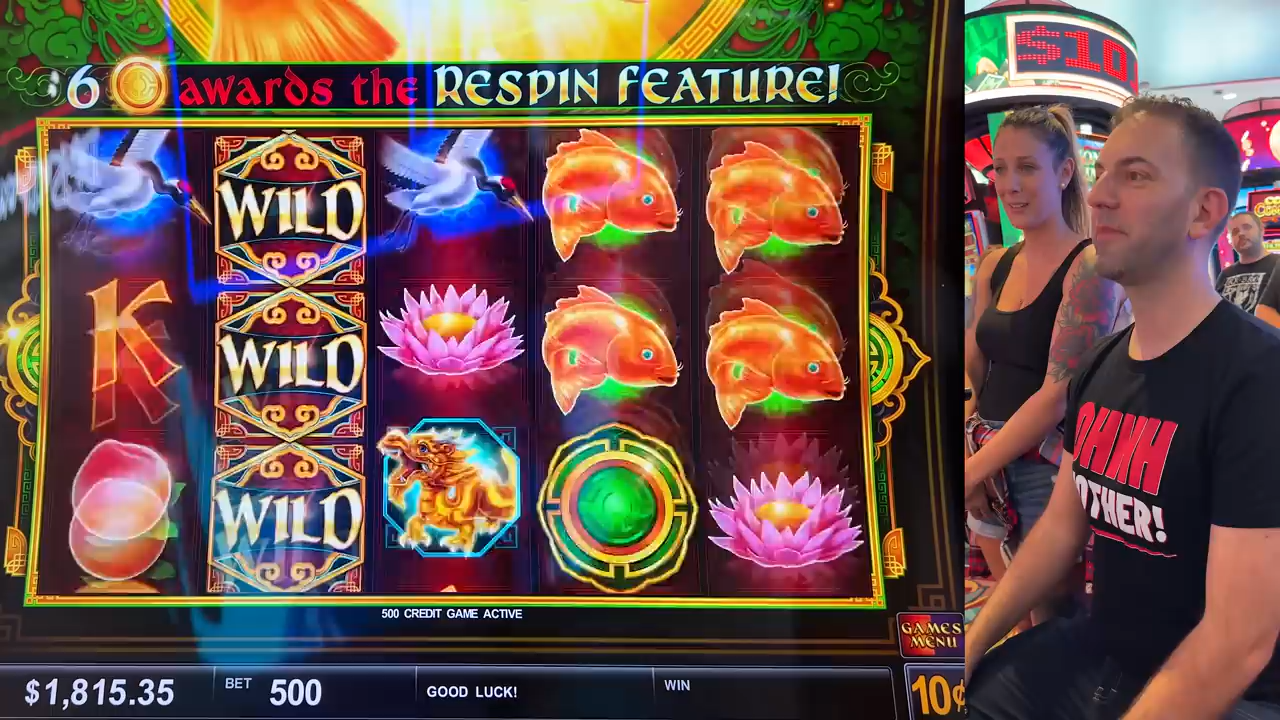 :6 awards the RESPIN FEATURE!
$10
WILD
K
WILD
WILD
500 CREDIT GAME ACTIVE
GAMES
MENU
$1,815.35
BET 500
GOOD LUCK!
WIN
10¢
OHHH
OTHER!